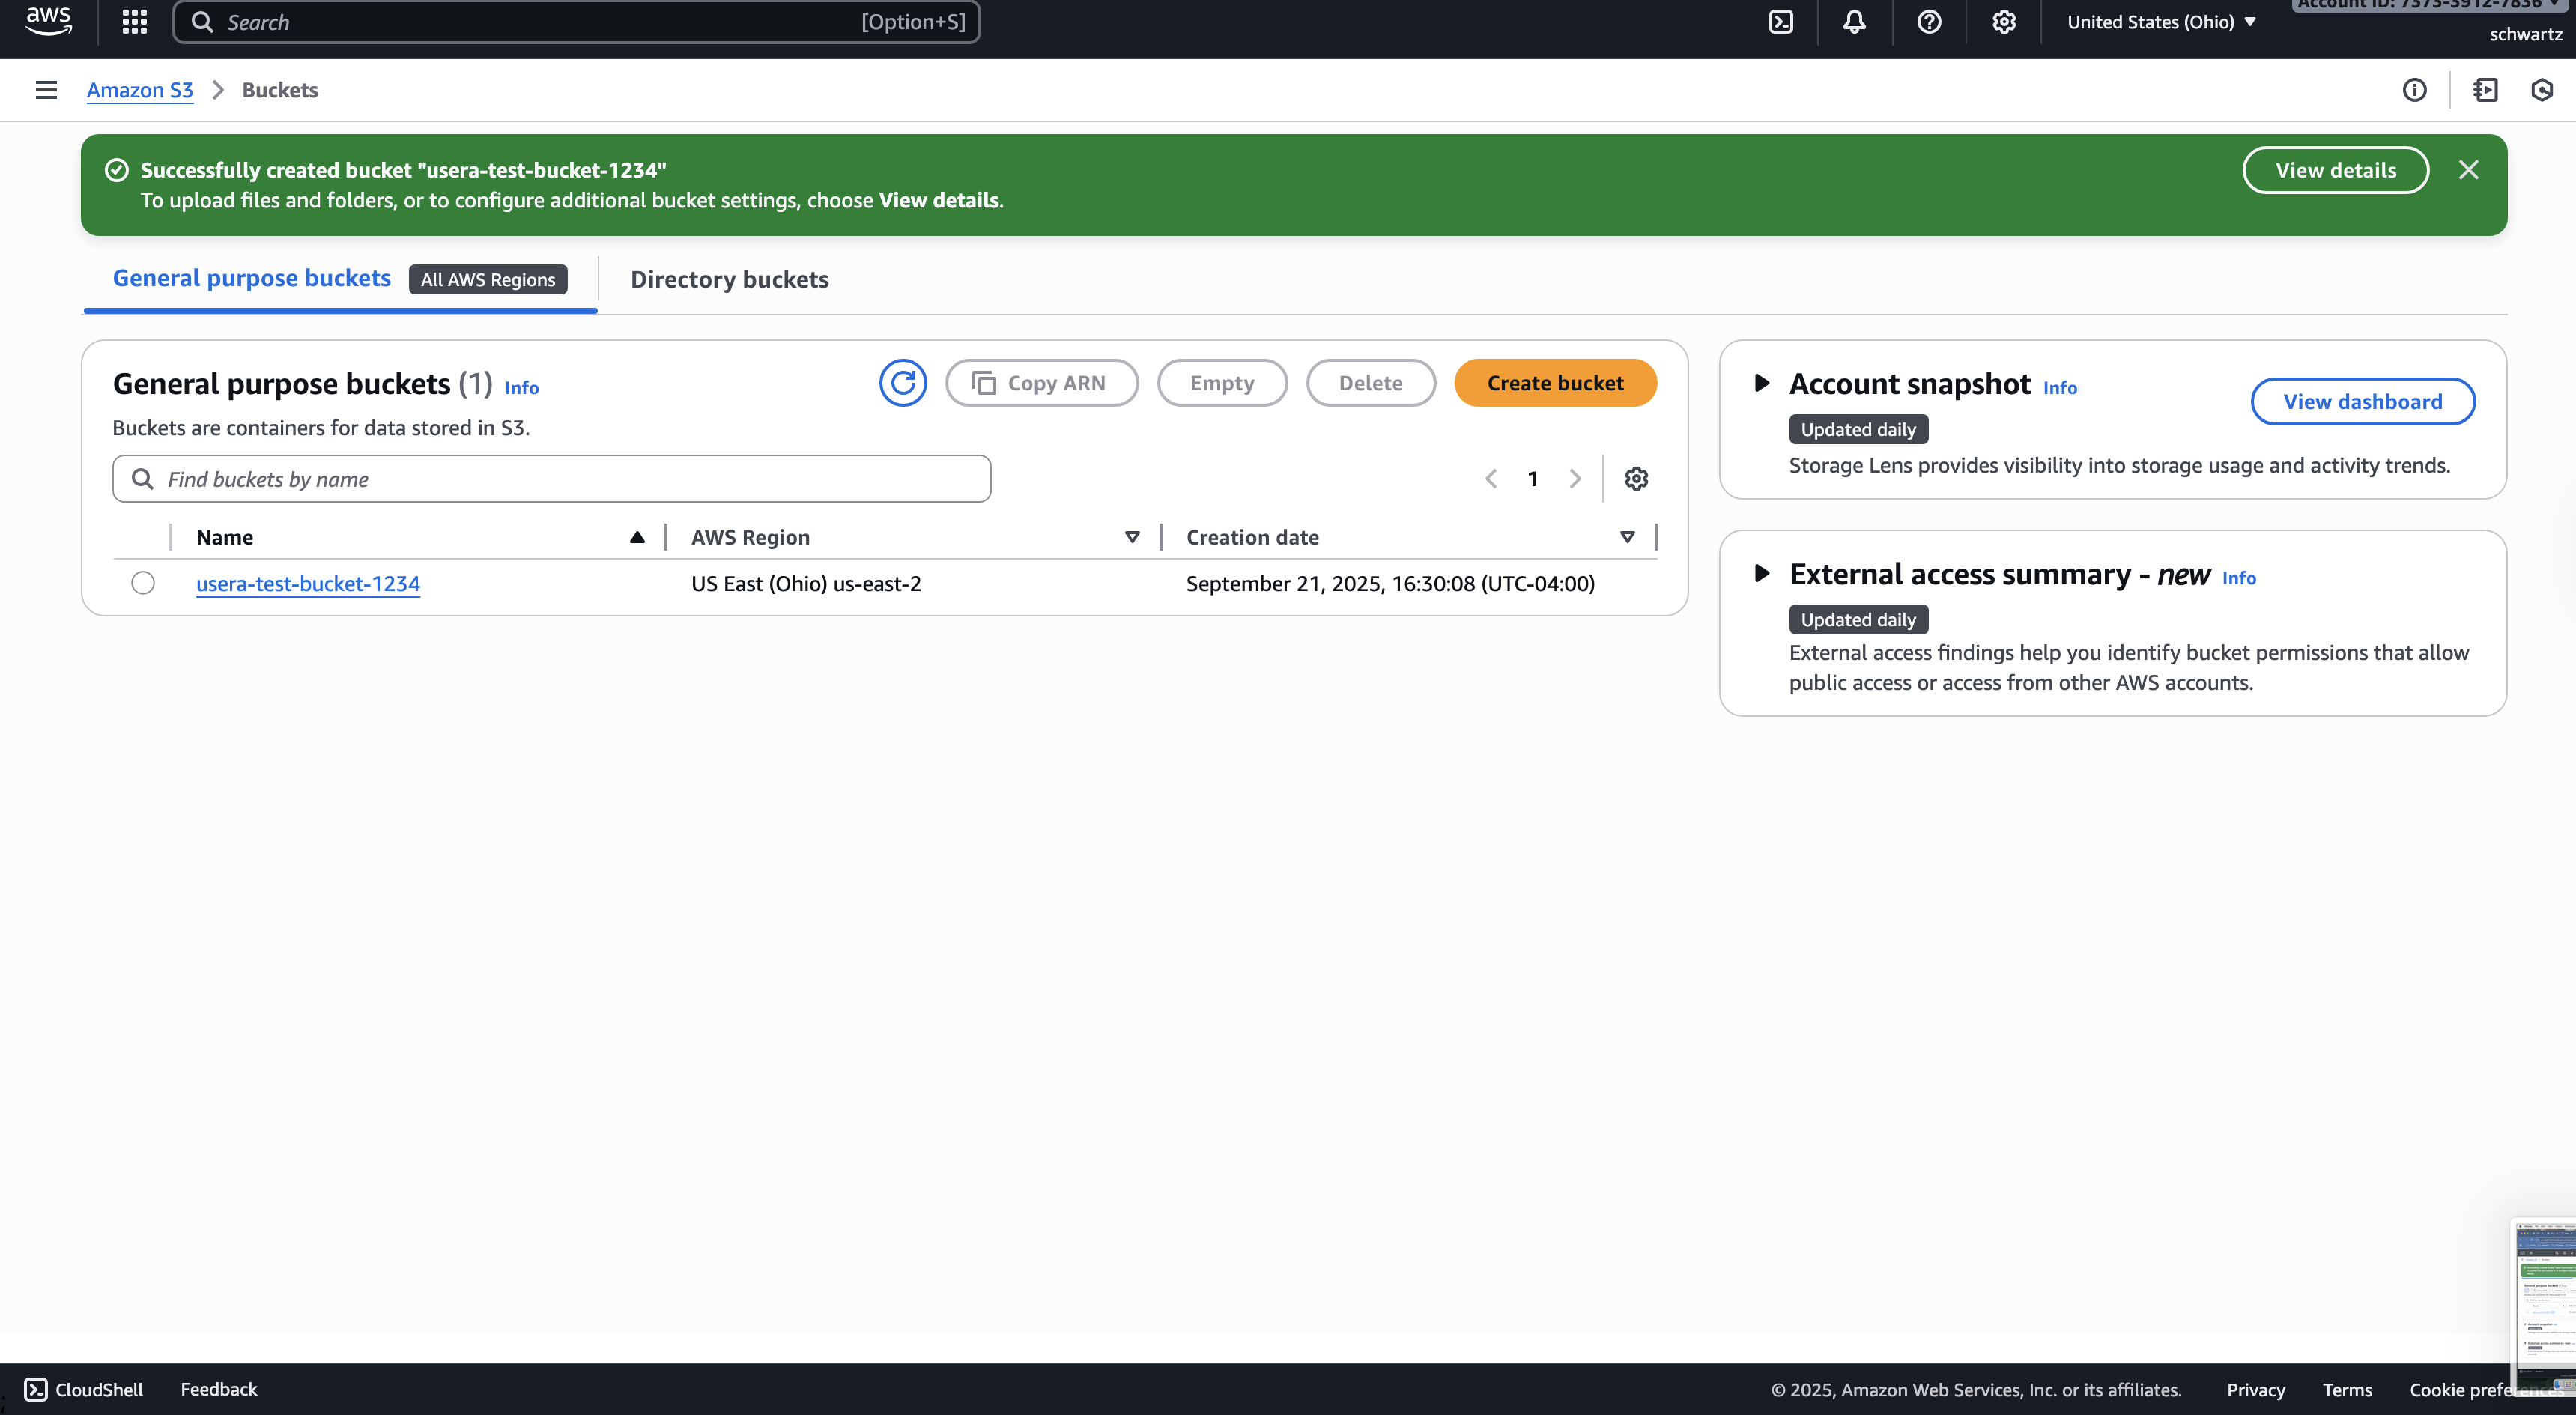 aws
Search [Option+S]
United States (Ohio)
Account ID: 7373-3912-7836
schwartz
Amazon S3 Buckets
Successfully created bucket "usera-test-bucket-1234"
To upload files and folders, or to configure additional bucket settings, choose View details.
View details
General purpose buckets All AWS Regions
Directory buckets
General purpose buckets (1) Info
Copy ARN
Empty
Delete
Create bucket
Buckets are containers for data stored in S3.
Find buckets by name
1
Name AWS Region Creation date
usera-test-bucket-1234 US East (Ohio) us-east-2 September 21, 2025, 16:30:08 (UTC-04:00)
Account snapshot Info
View dashboard
Updated daily
Storage Lens provides visibility into storage usage and activity trends.
External access summary - new Info
Updated daily
External access findings help you identify bucket permissions that allow
public access or access from other AWS accounts.
CloudShell Feedback
© 2025, Amazon Web Services, Inc. or its affiliates. Privacy Terms Cookie preferences